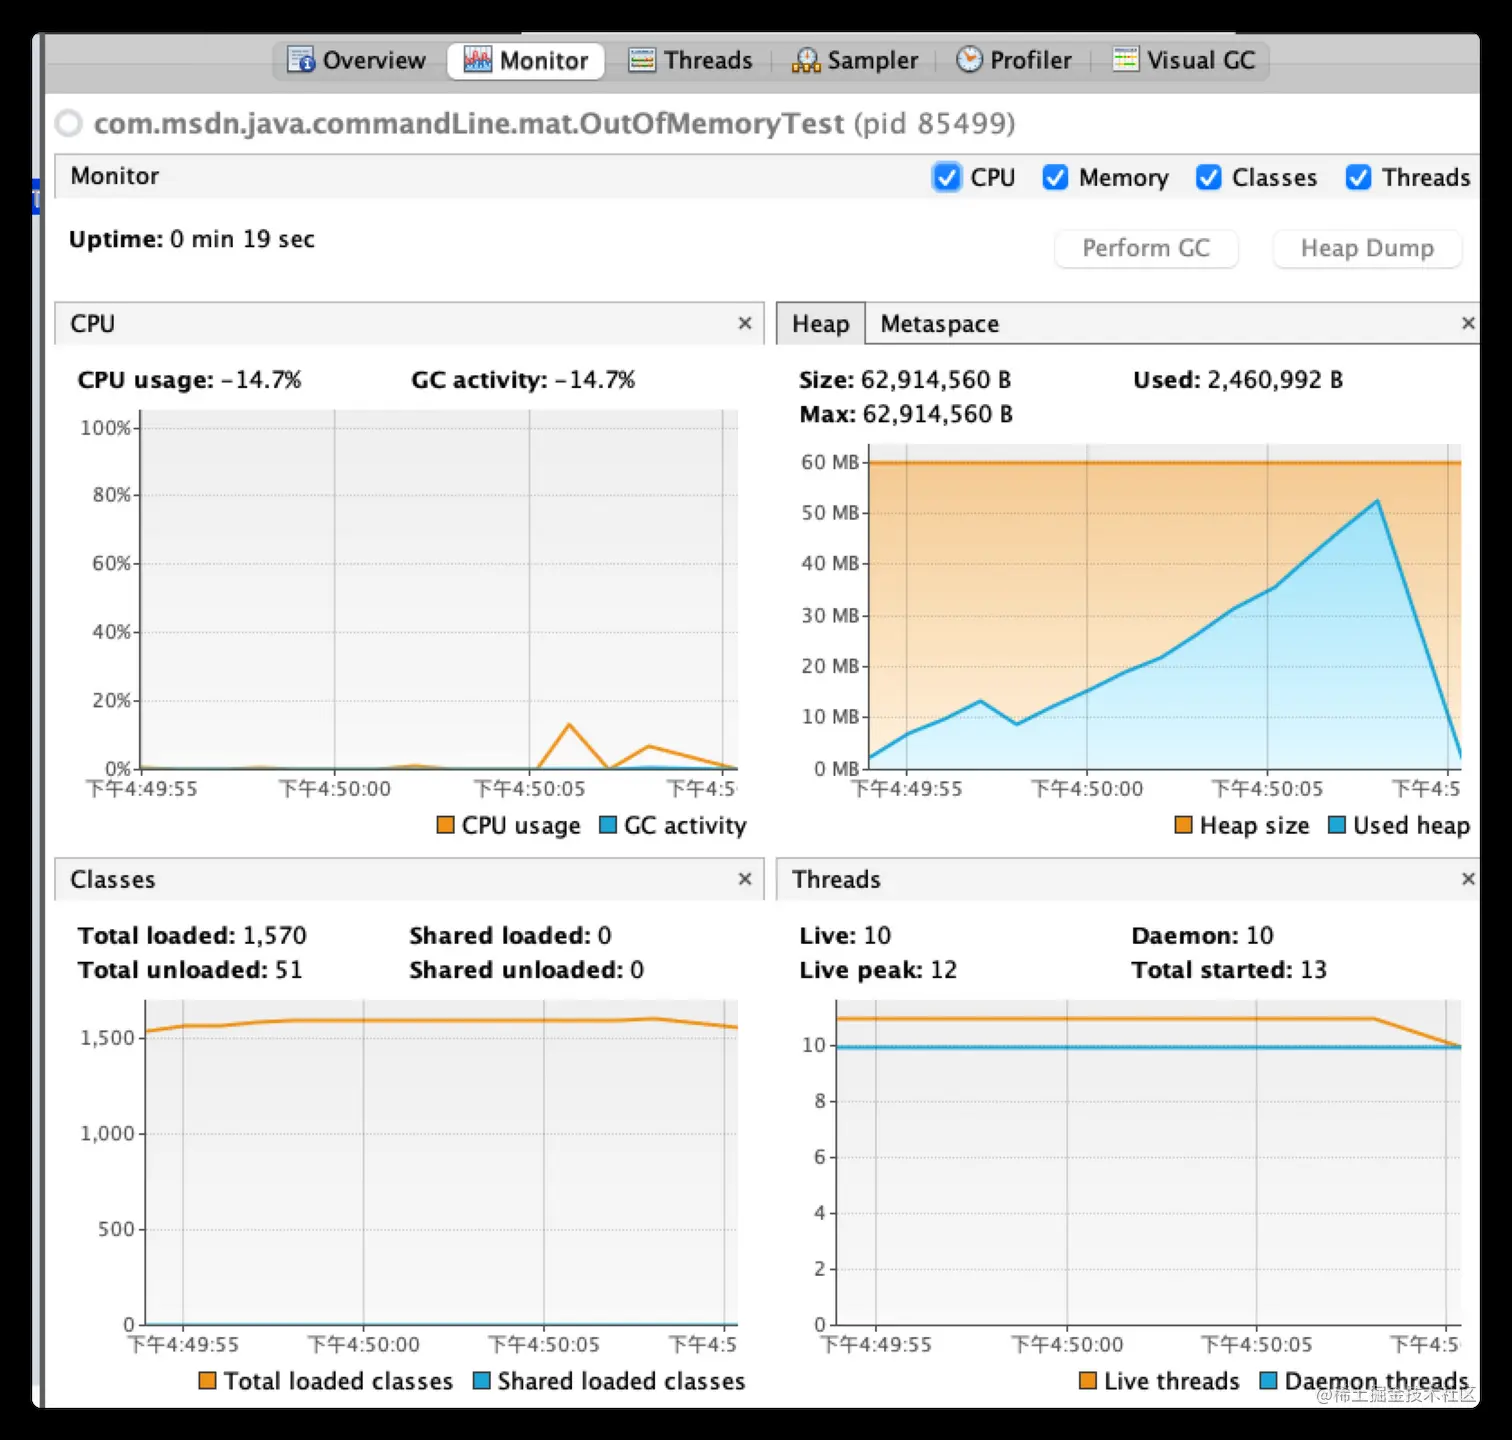 Overview Monitor Threads Sampler Profiler Visual GC
com.msdn.java.commandLine.mat.OutOfMemoryTest (pid 85499)
Monitor CPU Memory Classes Threads
Uptime: 0 min 19 sec
Perform GC Heap Dump
CPU
CPU usage: -14.7% GC activity: -14.7%
100%
80%
60%
40%
20%
0%
下午4:49:55 下午4:50:00 下午4:50:05 下午4:5
CPU usage GC activity
Heap Metaspace
Size: 62,914,560 B Used: 2,460,992 B
Max: 62,914,560 B
60 MB
50 MB
40 MB
30 MB
20 MB
10 MB
0 MB
下午4:49:55 下午4:50:00 下午4:50:05 下午4:5
Heap size Used heap
Classes
Total loaded: 1,570 Shared loaded: 0
Total unloaded: 51 Shared unloaded: 0
1,500
1,000
500
0
下午4:49:55 下午4:50:00 下午4:50:05 下午4:5
Total loaded classes Shared loaded classes
Threads
Live: 10 Daemon: 10
Live peak: 12 Total started: 13
10
8
6
4
2
0
下午4:49:55 下午4:50:00 下午4:50:05 下午4:5
Live threads Daemon threads
@稀土掘金技术社区